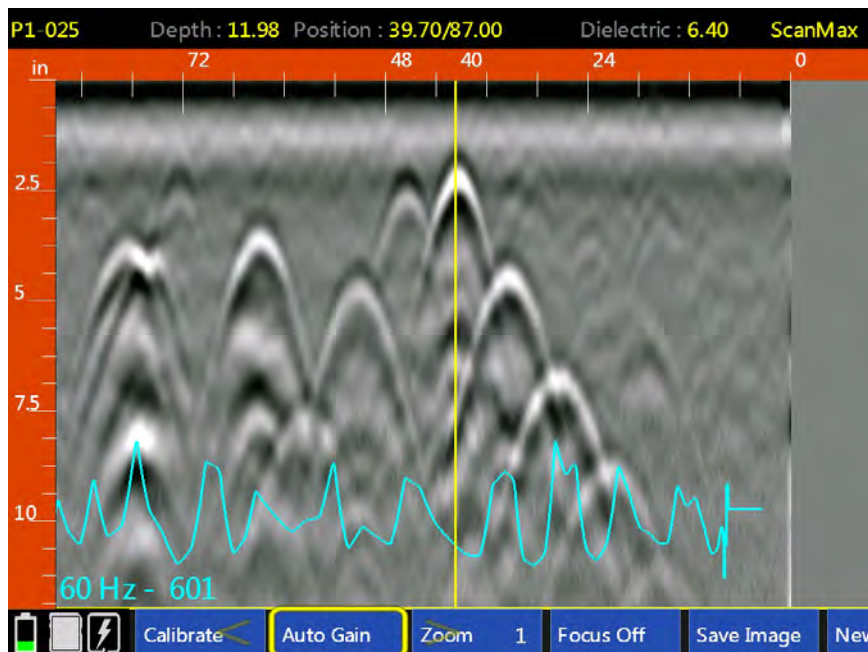 P1-025 Depth : 11.98 Position : 39.70/87.00 Dielectric : 6.40 ScanMax
in 72 48 40 24 0
2.5
5
7.5
10
60 Hz - 601
Calibrate < Auto Gain Zoom > 1 Focus Off Save Image New